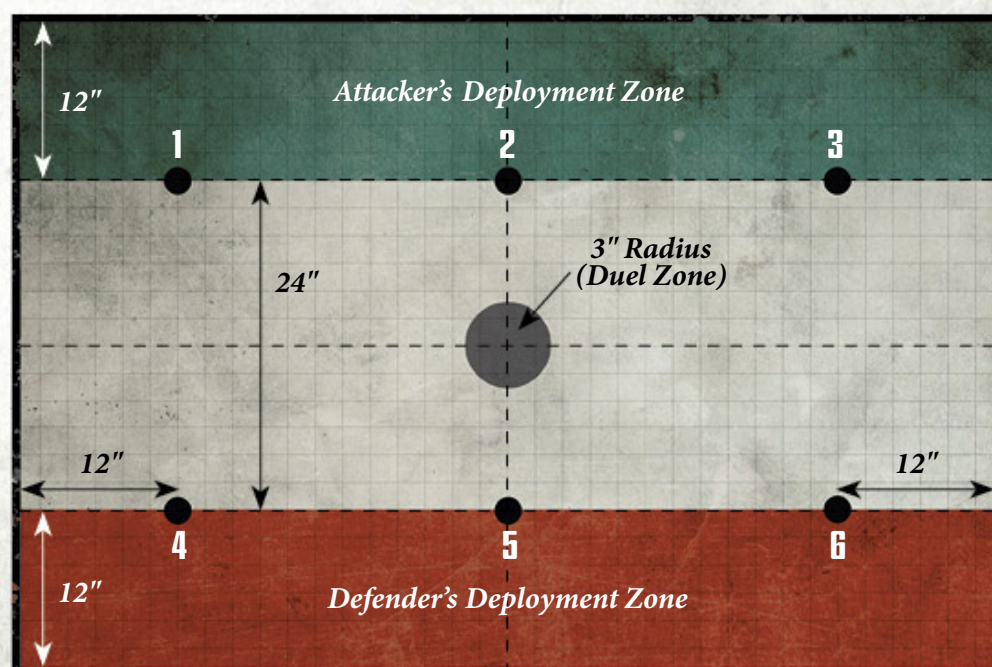 Attacker's Deployment Zone
12"
1
2
3
3" Radius
(Duel Zone)
24"
12"
12"
4
5
6
12"
Defender's Deployment Zone